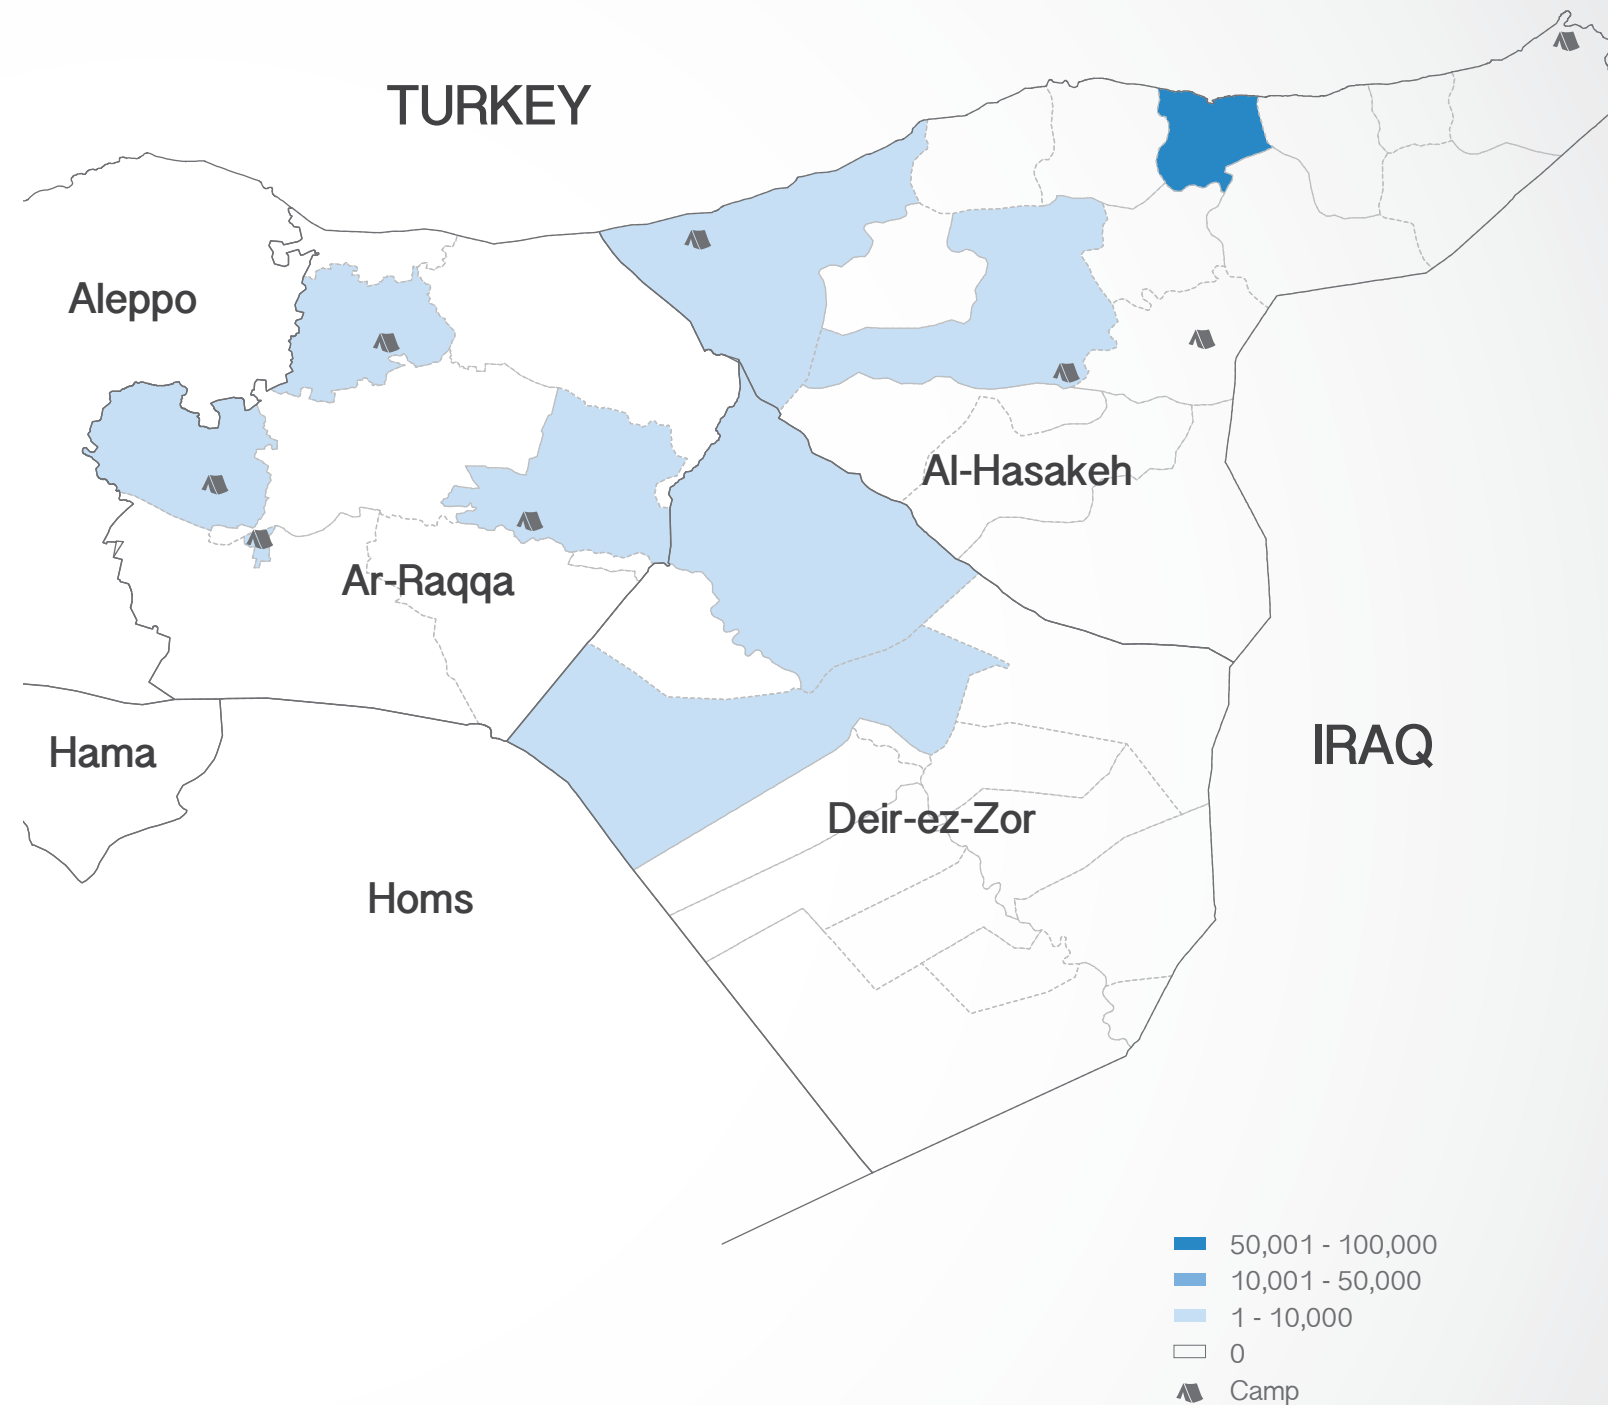 TURKEY
Aleppo
Al-Hasakeh
Ar-Raqqa
Hama
IRAQ
Deir-ez-Zor
Homs
50,001 - 100,000
10,001 - 50,000
1 - 10,000
0
Camp